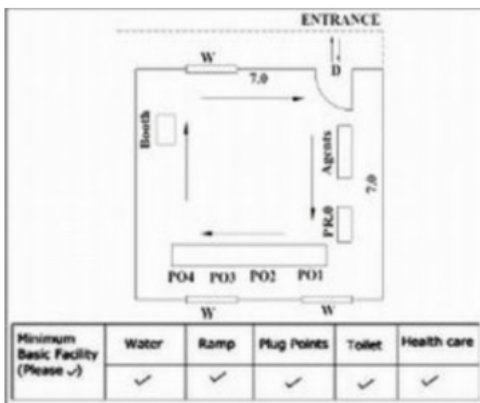 ENTRANCE
W
7.0
D
Booth
Agents
7.0
PR.0
PO4 PO3 PO2 PO1
W
W
Minimum
Basic Facility
(Please ✓)
Water
Ramp
Plug Points
Toilet
Health care
✓ ✓ ✓ ✓ ✓